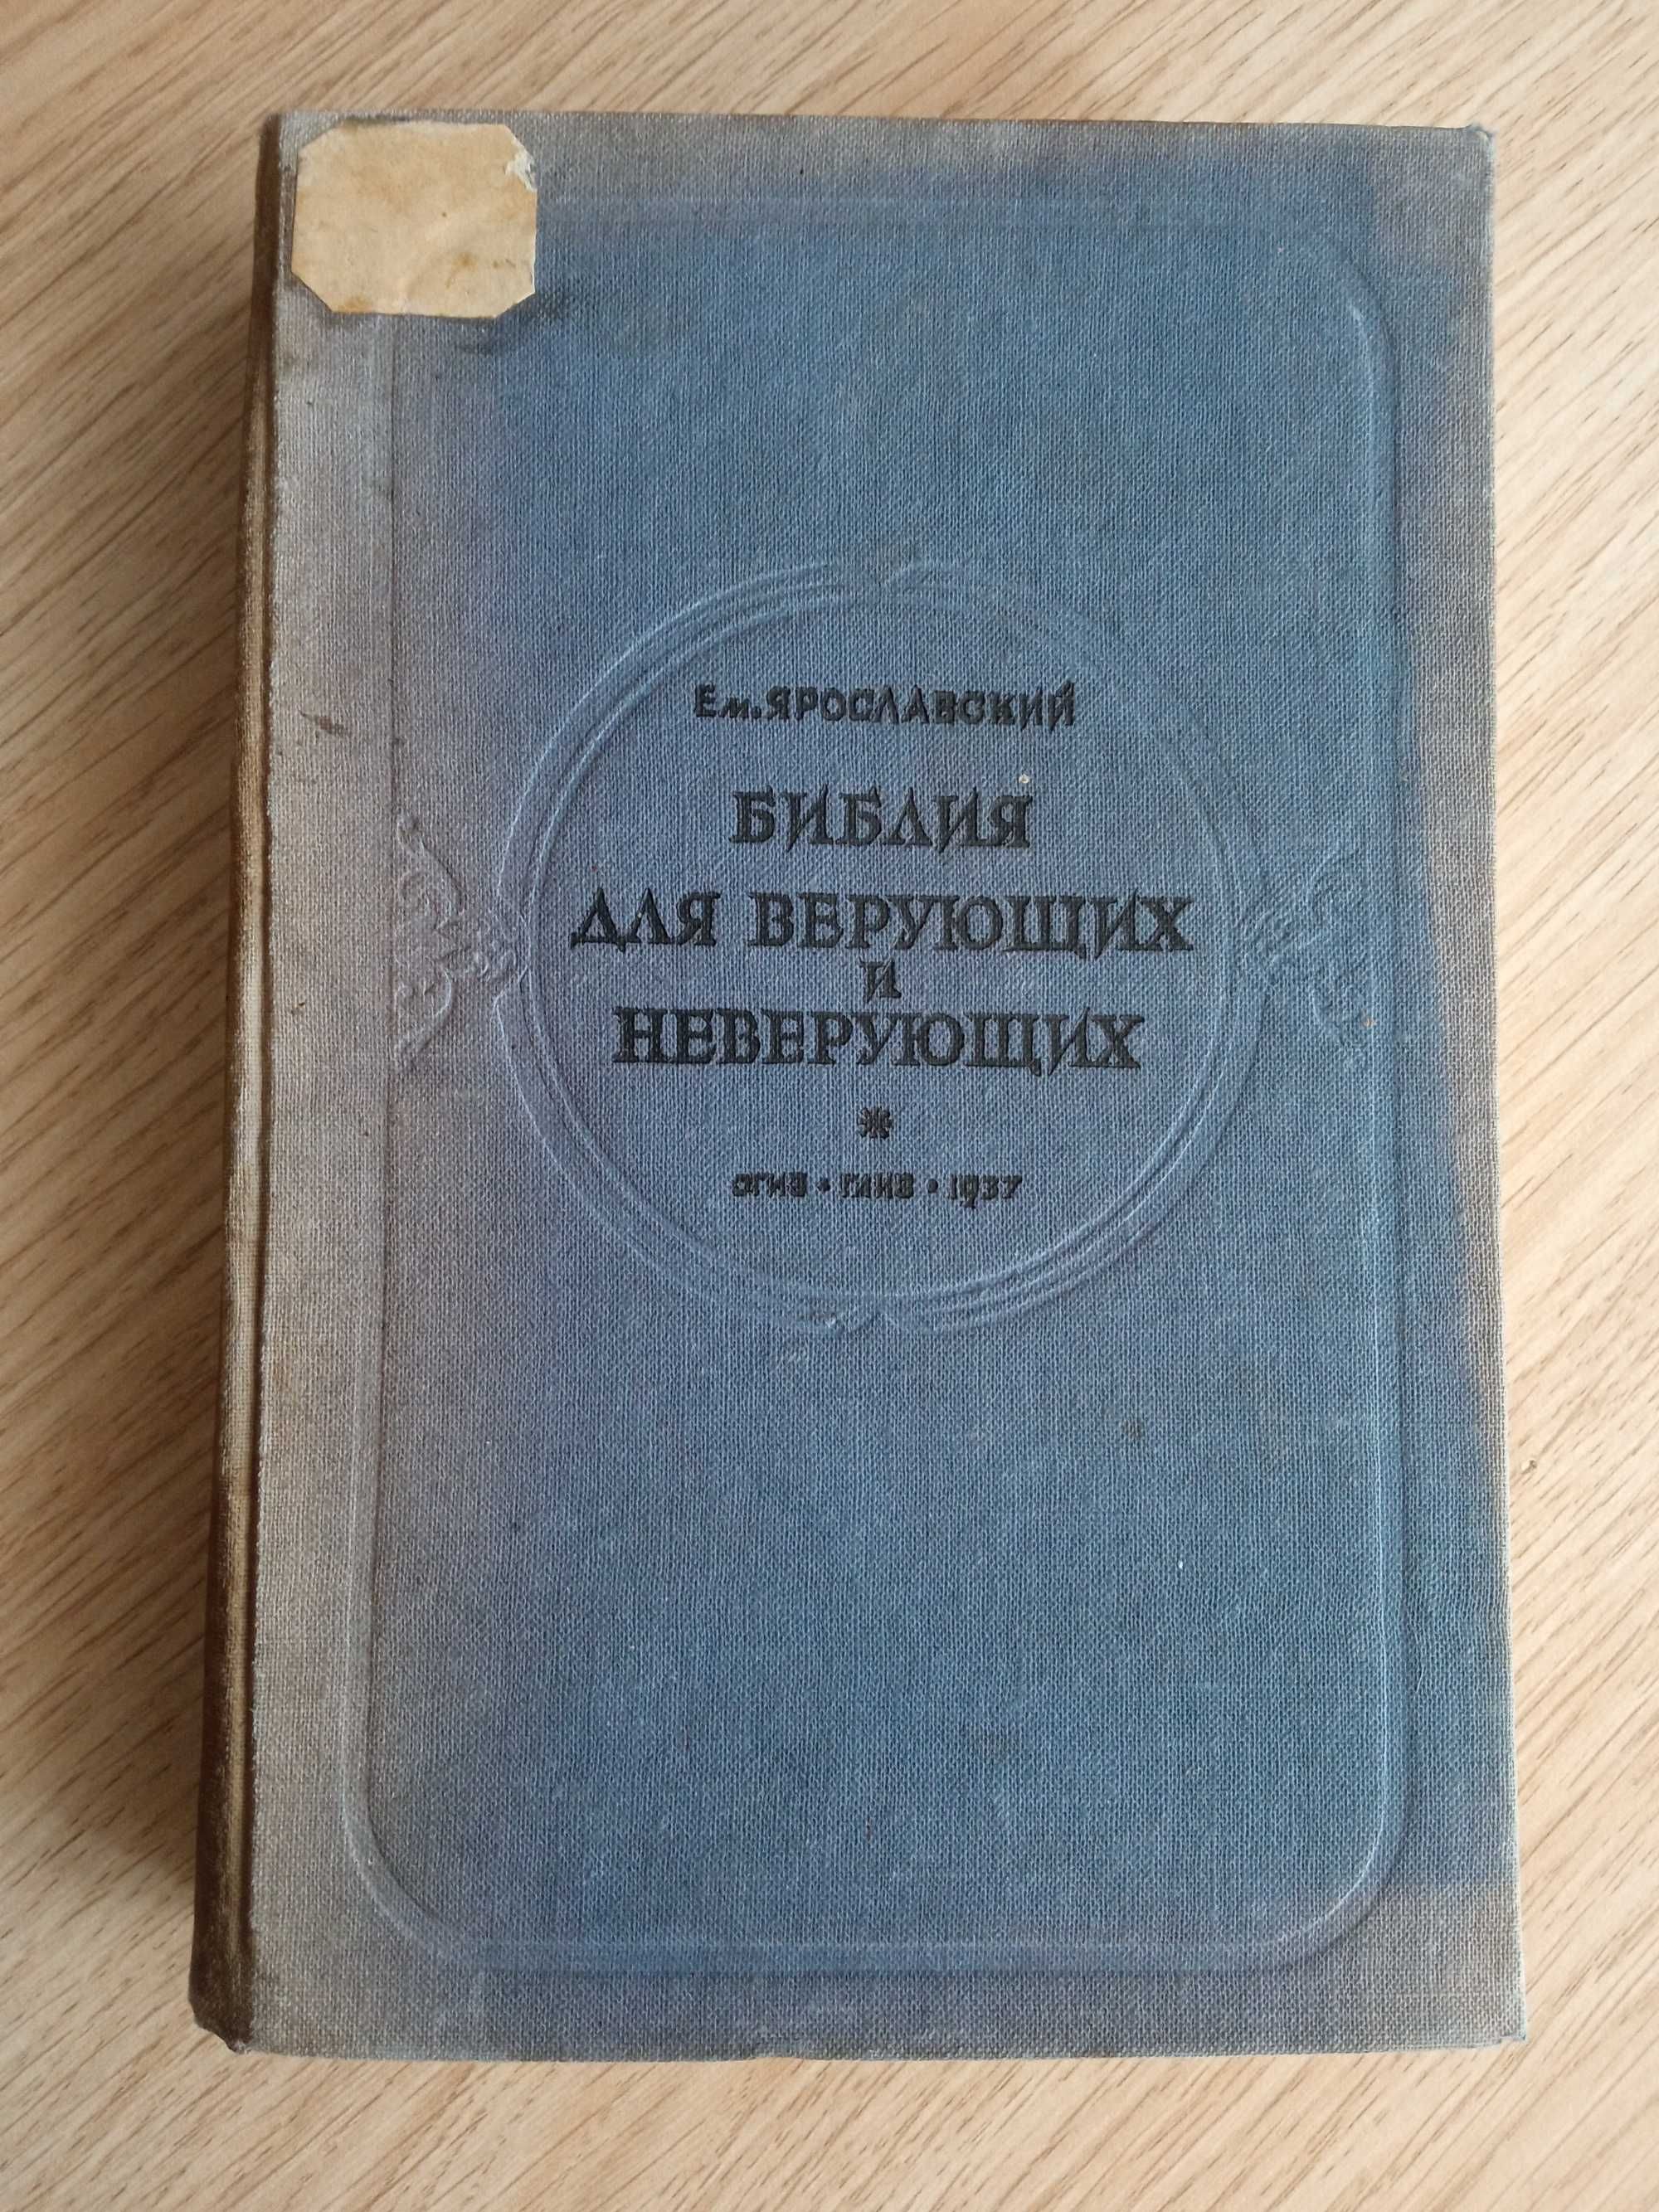 Ем. ЯРОСЛАВСКИЙ
БИБЛИЯ
ДЛЯ ВЕРУЮЩИХ
И
НЕВЕРУЮЩИХ
*
ОГИЗ • ГАИЗ • 1937